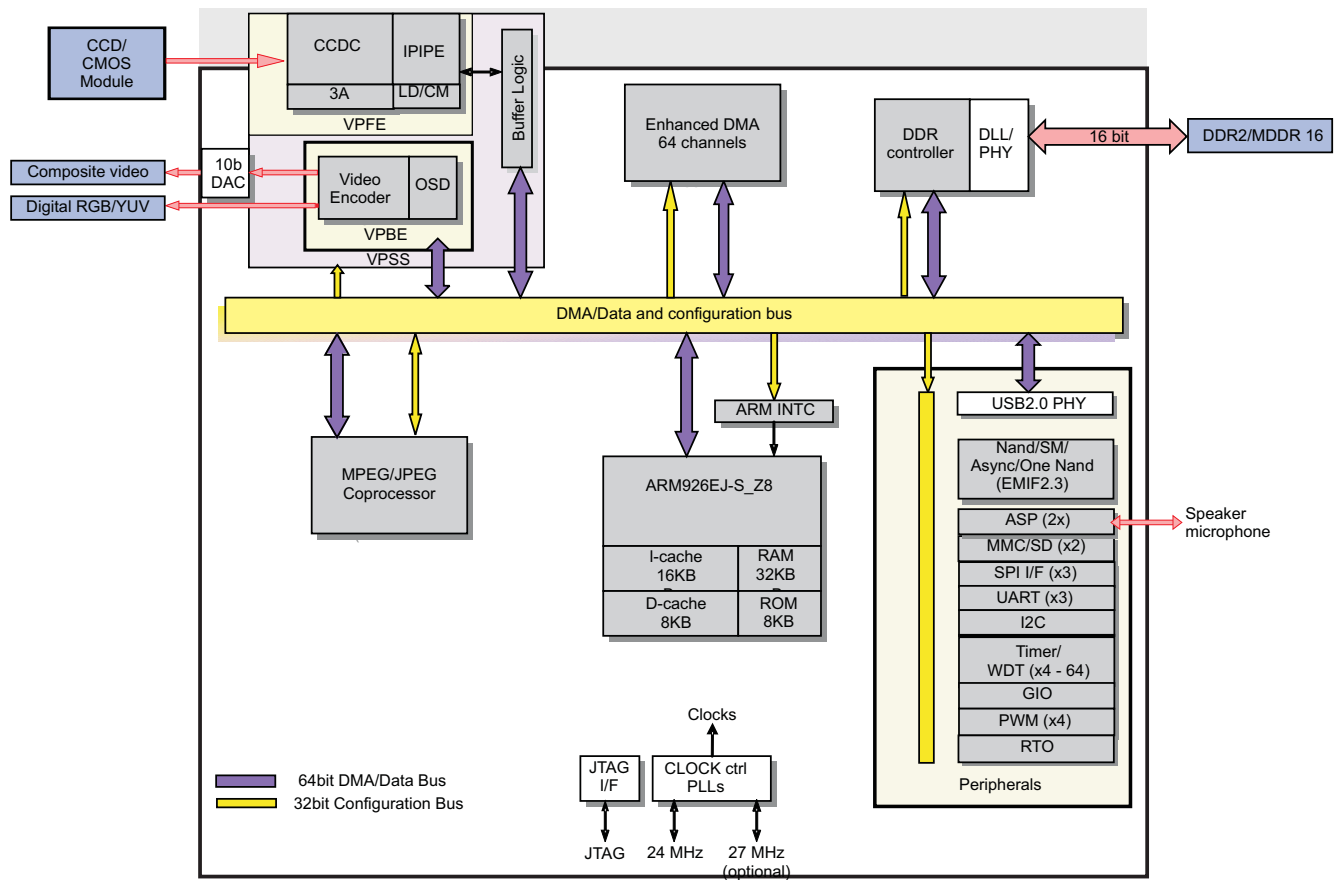 CCD/
CMOS
Module
CCDC
IPIPE
3A
LD/CM
VPFE
Buffer Logic
Enhanced DMA
64 channels
DDR
controller
DLL/
PHY
16 bit
DDR2/MDDR 16
Composite video
Digital RGB/YUV
10b
DAC
Video
Encoder
OSD
VPBE
VPSS
DMA/Data and configuration bus
MPEG/JPEG
Coprocessor
ARM INTC
ARM926EJ-S_Z8
I-cache
16KB
RAM
32KB
D-cache
8KB
ROM
8KB
USB2.0 PHY
Nand/SM/
Async/One Nand
(EMIF2.3)
ASP (2x)
Speaker
microphone
MMC/SD (x2)
SPI I/F (x3)
UART (x3)
I2C
Timer/
WDT (x4 - 64)
GIO
PWM (x4)
RTO
Peripherals
64bit DMA/Data Bus
32bit Configuration Bus
Clocks
JTAG
I/F
CLOCK ctrl
PLLs
JTAG
24 MHz
27 MHz
(optional)